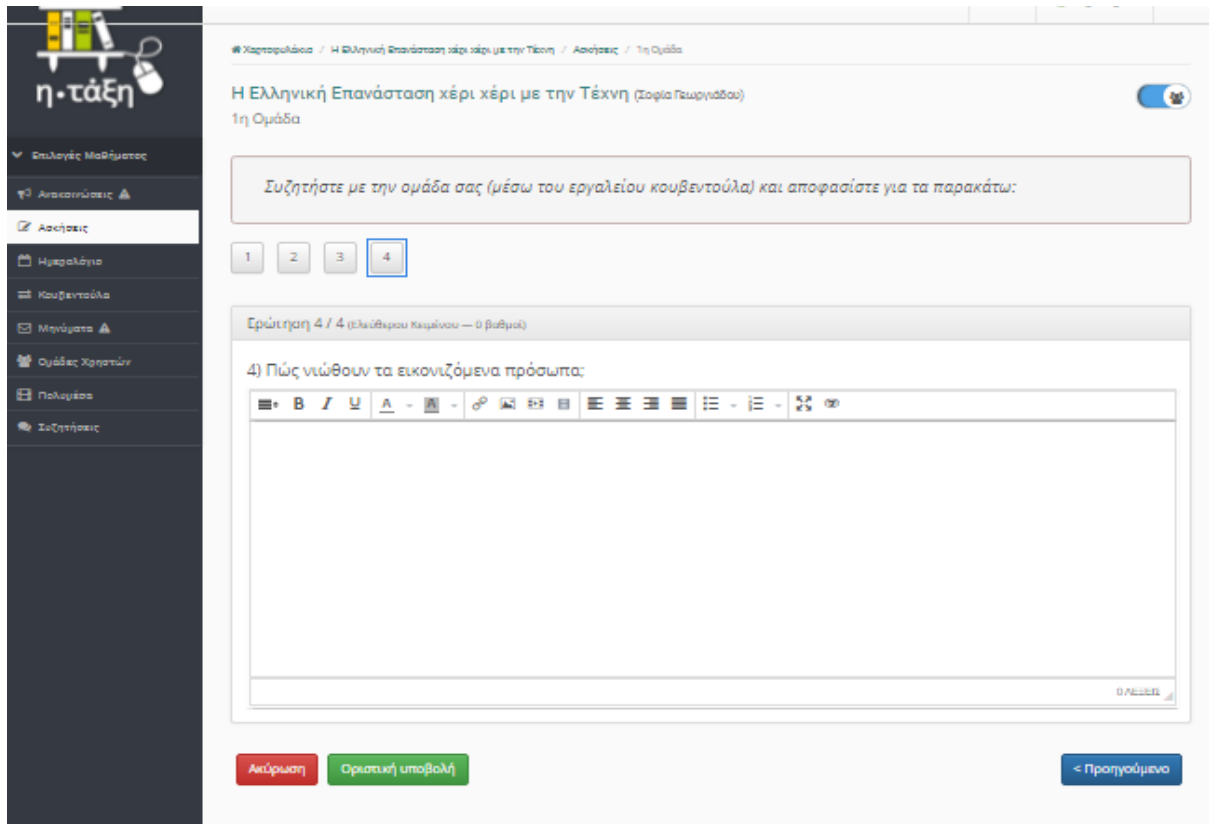 η·τάξη
Χαρτοφυλάκιο / Η Ελληνική Επανάσταση χέρι χέρι με την Τέχνη / Ασκήσεις / 1η Ομάδα
Η Ελληνική Επανάσταση χέρι χέρι με την Τέχνη (Σοφία Γεωργιάδου)
1η Ομάδα
Επιλογές Μαθήματος
Ανακοινώσεις
Ασκήσεις
Ημερολόγιο
Κουβεντούλα
Μηνύματα
Ομάδες Χρηστών
Πολυμέσα
Συζητήσεις
Συζητήστε με την ομάδα σας (μέσω του εργαλείου κουβεντούλα) και αποφασίστε για τα παρακάτω:
1 2 3 4
Ερώτηση 4 / 4 (Ελεύθερου Κειμένου — 0 βαθμοί)
4) Πώς νιώθουν τα εικονιζόμενα πρόσωπα;
B I U A A
0 ΛΕΞΕΙΣ
Ακύρωση Οριστική υποβολή < Προηγούμενο